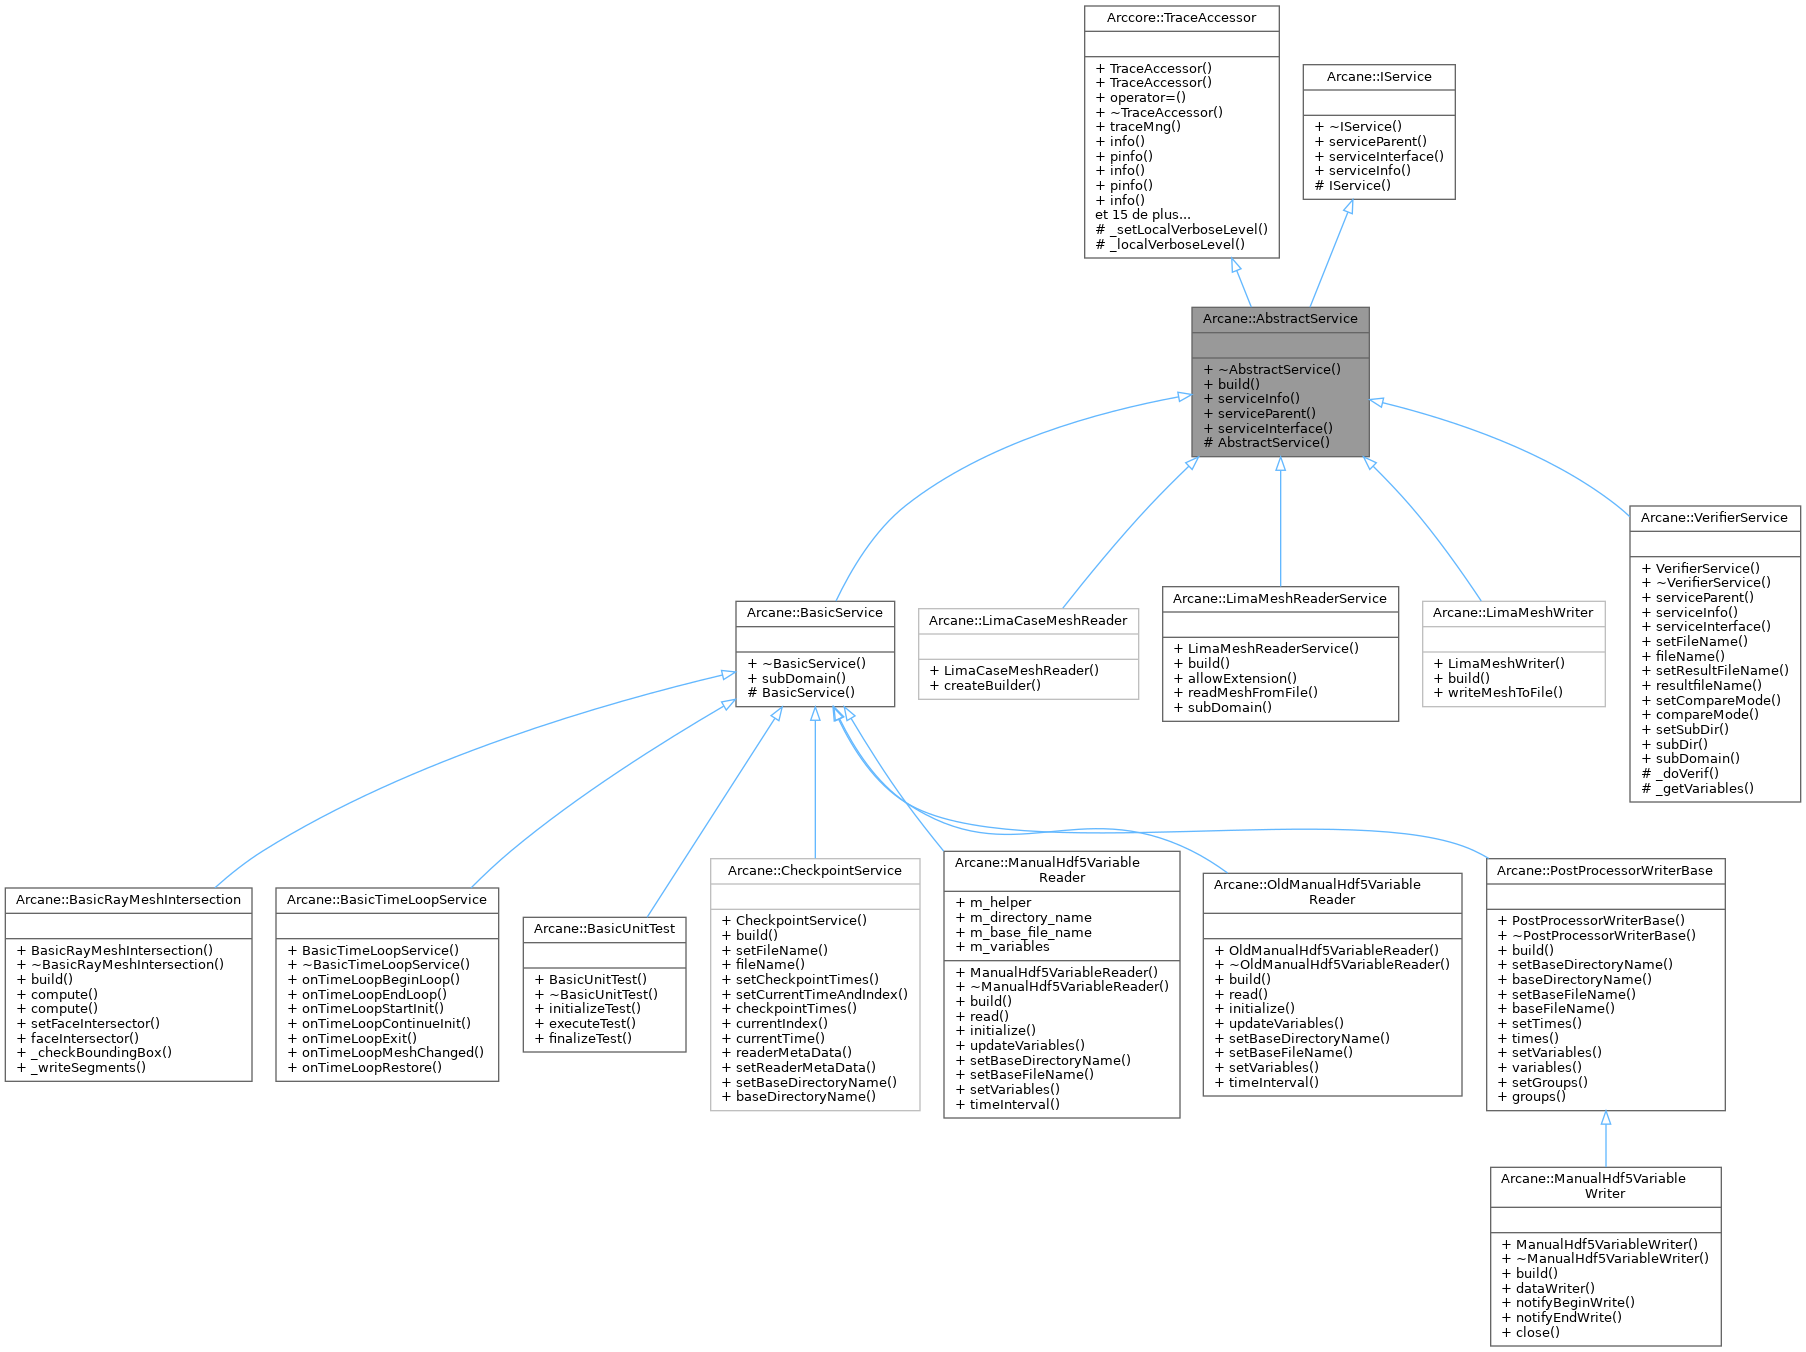 Arccore::TraceAccessor
+ TraceAccessor()
+ TraceAccessor()
+ operator=()
+ ~TraceAccessor()
+ traceMng()
+ info()
+ pinfo()
+ info()
+ pinfo()
+ info()
et 15 de plus...
# _setLocalVerboseLevel()
# _localVerboseLevel()
Arcane::IService
+ ~IService()
+ serviceParent()
+ serviceInterface()
+ serviceInfo()
# IService()
Arcane::AbstractService
+ ~AbstractService()
+ build()
+ serviceInfo()
+ serviceParent()
+ serviceInterface()
# AbstractService()
Arcane::BasicService
+ ~BasicService()
+ subDomain()
# BasicService()
Arcane::LimaCaseMeshReader
+ LimaCaseMeshReader()
+ createBuilder()
Arcane::LimaMeshReaderService
+ LimaMeshReaderService()
+ build()
+ allowExtension()
+ readMeshFromFile()
+ subDomain()
Arcane::LimaMeshWriter
+ LimaMeshWriter()
+ build()
+ writeMeshToFile()
Arcane::VerifierService
+ VerifierService()
+ ~VerifierService()
+ serviceParent()
+ serviceInfo()
+ serviceInterface()
+ setFileName()
+ fileName()
+ setResultFileName()
+ resultfileName()
+ setCompareMode()
+ compareMode()
+ setSubDir()
+ subDir()
+ subDomain()
# _doVerif()
# _getVariables()
Arcane::BasicRayMeshIntersection
+ BasicRayMeshIntersection()
+ ~BasicRayMeshIntersection()
+ build()
+ compute()
+ compute()
+ setFaceIntersector()
+ faceIntersector()
+ _checkBoundingBox()
+ _writeSegments()
Arcane::BasicTimeLoopService
+ BasicTimeLoopService()
+ ~BasicTimeLoopService()
+ onTimeLoopBeginLoop()
+ onTimeLoopEndLoop()
+ onTimeLoopStartInit()
+ onTimeLoopContinueInit()
+ onTimeLoopExit()
+ onTimeLoopMeshChanged()
+ onTimeLoopRestore()
Arcane::BasicUnitTest
+ BasicUnitTest()
+ ~BasicUnitTest()
+ initializeTest()
+ executeTest()
+ finalizeTest()
Arcane::CheckpointService
+ CheckpointService()
+ build()
+ setFileName()
+ fileName()
+ setCheckpointTimes()
+ setCurrentTimeAndIndex()
+ checkpointTimes()
+ currentIndex()
+ currentTime()
+ readerMetaData()
+ setReaderMetaData()
+ setBaseDirectoryName()
+ baseDirectoryName()
Arcane::ManualHdf5Variable
Reader
+ m_helper
+ m_directory_name
+ m_base_file_name
+ m_variables
+ ManualHdf5VariableReader()
+ ~ManualHdf5VariableReader()
+ build()
+ read()
+ initialize()
+ updateVariables()
+ setBaseDirectoryName()
+ setBaseFileName()
+ setVariables()
+ timeInterval()
Arcane::OldManualHdf5Variable
Reader
+ OldManualHdf5VariableReader()
+ ~OldManualHdf5VariableReader()
+ build()
+ read()
+ initialize()
+ updateVariables()
+ setBaseDirectoryName()
+ setBaseFileName()
+ setVariables()
+ timeInterval()
Arcane::PostProcessorWriterBase
+ PostProcessorWriterBase()
+ ~PostProcessorWriterBase()
+ build()
+ setBaseDirectoryName()
+ baseDirectoryName()
+ setBaseFileName()
+ baseFileName()
+ setTimes()
+ times()
+ setVariables()
+ variables()
+ setGroups()
+ groups()
Arcane::ManualHdf5Variable
Writer
+ ManualHdf5VariableWriter()
+ ~ManualHdf5VariableWriter()
+ build()
+ dataWriter()
+ notifyBeginWrite()
+ notifyEndWrite()
+ close()